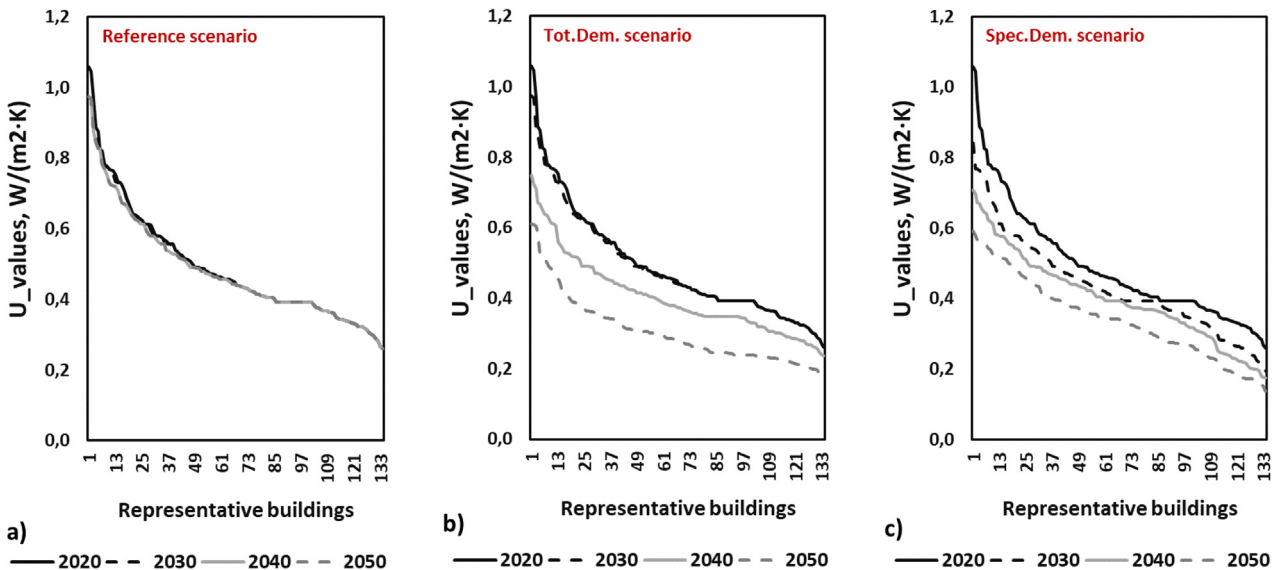 Reference scenario
U_values, W/(m2·K)
1,2
1,0
0,8
0,6
0,4
0,2
0,0
1 13 25 37 49 61 73 85 97 109 121 133
Representative buildings
a)
2020 2030 2040 2050
Tot.Dem. scenario
U_values, W/(m2·K)
1,2
1,0
0,8
0,6
0,4
0,2
0,0
1 13 25 37 49 61 73 85 97 109 121 133
Representative buildings
b)
2020 2030 2040 2050
Spec.Dem. scenario
U_values, W/(m2·K)
1,2
1,0
0,8
0,6
0,4
0,2
0,0
1 13 25 37 49 61 73 85 97 109 121 133
Representative buildings
c)
2020 2030 2040 2050